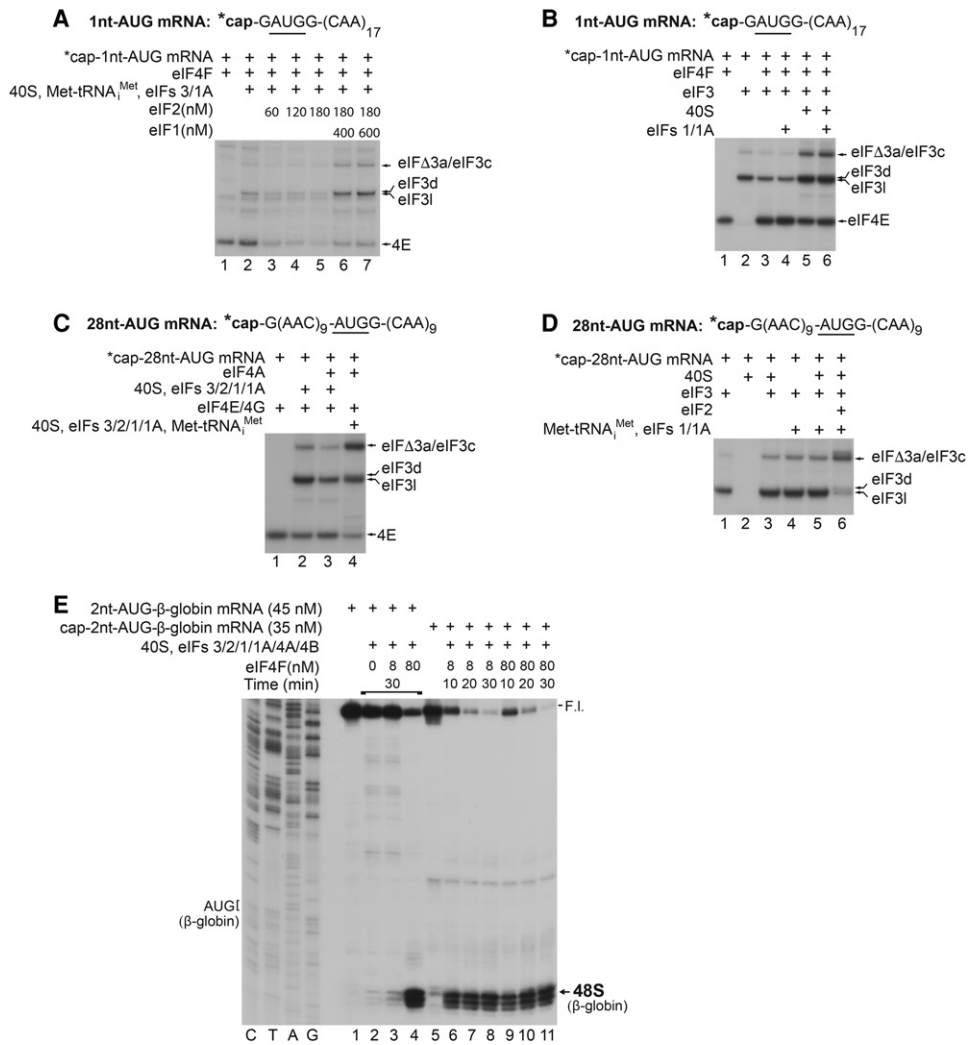 A 1nt-AUG mRNA: *cap-GAUGG-(CAA)17
*cap-1nt-AUG mRNA + + + + + + +
eIF4F + + + + + + +
40S, Met-tRNAiMet, eIFs 3/1A + + + + + +
eIF2(nM) 60 120 180 180 180
eIF1(nM) 400 600
eIFΔ3a/eIF3c
eIF3d
eIF3l
4E
1 2 3 4 5 6 7
B 1nt-AUG mRNA: *cap-GAUGG-(CAA)17
*cap-1nt-AUG mRNA + + + + + +
eIF4F + + + + +
eIF3 + + + + +
40S + +
eIFs 1/1A + +
eIFΔ3a/eIF3c
eIF3d
eIF3l
eIF4E
1 2 3 4 5 6
C 28nt-AUG mRNA: *cap-G(AAC)9-AUGG-(CAA)9
*cap-28nt-AUG mRNA + + + +
eIF4A + +
40S, eIFs 3/2/1/1A + +
eIF4E/4G + + + +
40S, eIFs 3/2/1/1A, Met-tRNAiMet +
eIFΔ3a/eIF3c
eIF3d
eIF3l
4E
1 2 3 4
D 28nt-AUG mRNA: *cap-G(AAC)9-AUGG-(CAA)9
*cap-28nt-AUG mRNA + + + + + +
40S + + + +
eIF3 + + + + +
eIF2 +
Met-tRNAiMet, eIFs 1/1A + + +
eIFΔ3a/eIF3c
eIF3d
eIF3l
1 2 3 4 5 6
E 2nt-AUG-β-globin mRNA (45 nM) + + + +
cap-2nt-AUG-β-globin mRNA (35 nM) + + + + + + +
40S, eIFs 3/2/1/1A/4A/4B + + + + + + + + +
eIF4F(nM) 0 8 80 8 8 8 80 80 80
Time (min) 30 10 20 30 10 20 30
F.l.
AUG
(β-globin)
48S
(β-globin)
C T A G 1 2 3 4 5 6 7 8 9 10 11